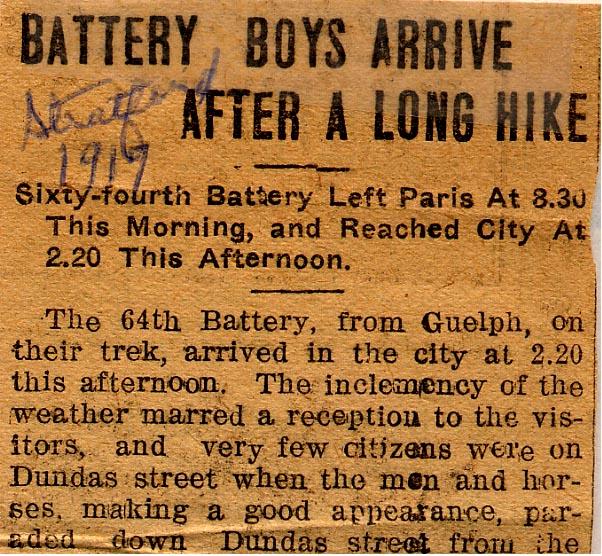 BATTERY BOYS ARRIVE
AFTER A LONG HIKE
Stratford
1917
Sixty-fourth Battery Left Paris At 8.30
This Morning, and Reached City At
2.20 This Afternoon.
The 64th Battery, from Guelph, on
their trek, arrived in the city at 2.20
this afternoon. The inclemency of the
weather marred a reception to the vis-
itors, and very few citizens were on
Dundas street when the men and hor-
ses, making a good appearance, par-
aded down Dundas street from the